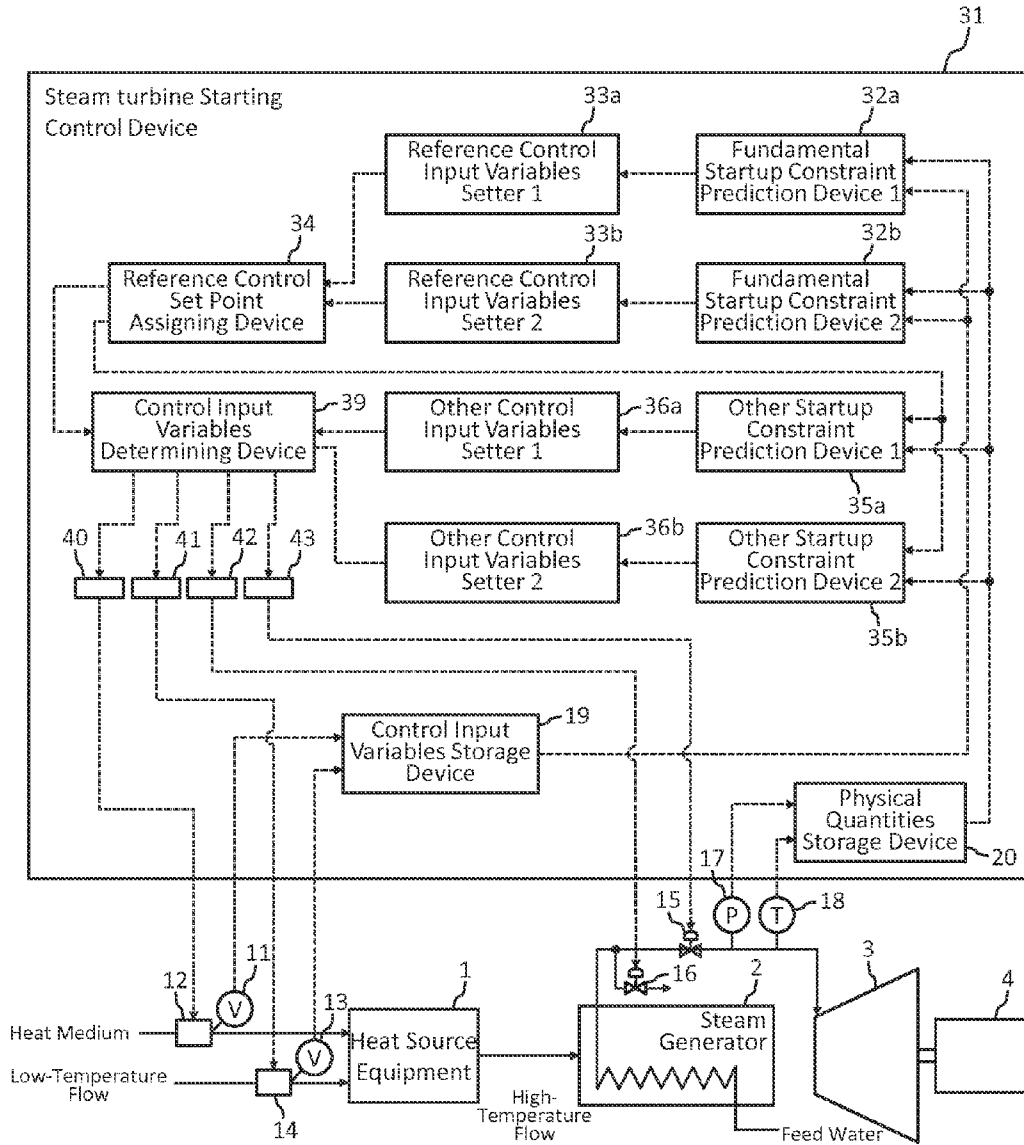 31
Steam turbine Starting
Control Device
33a
32a
Reference Control
Input Variables
Setter 1
Fundamental
Startup Constraint
Prediction Device 1
34
33b
32b
Reference Control
Set Point
Assigning Device
Reference Control
Input Variables
Setter 2
Fundamental
Startup Constraint
Prediction Device 2
Control Input
Variables
Determining Device
39
Other Control
Input Variables
Setter 1
36a
Other Startup
Constraint
Prediction Device 1
35a
40
41
42
43
Other Control
Input Variables
Setter 2
36b
Other Startup
Constraint
Prediction Device 2
35b
Control Input
Variables Storage
Device
19
Physical
Quantities
Storage Device
20
17
P
T
18
15
16
2
3
4
12
11
V
13
V
1
Heat Medium
Low-Temperature
Flow
14
Heat Source
Equipment
High-
Temperature
Flow
Steam
Generator
Feed Water